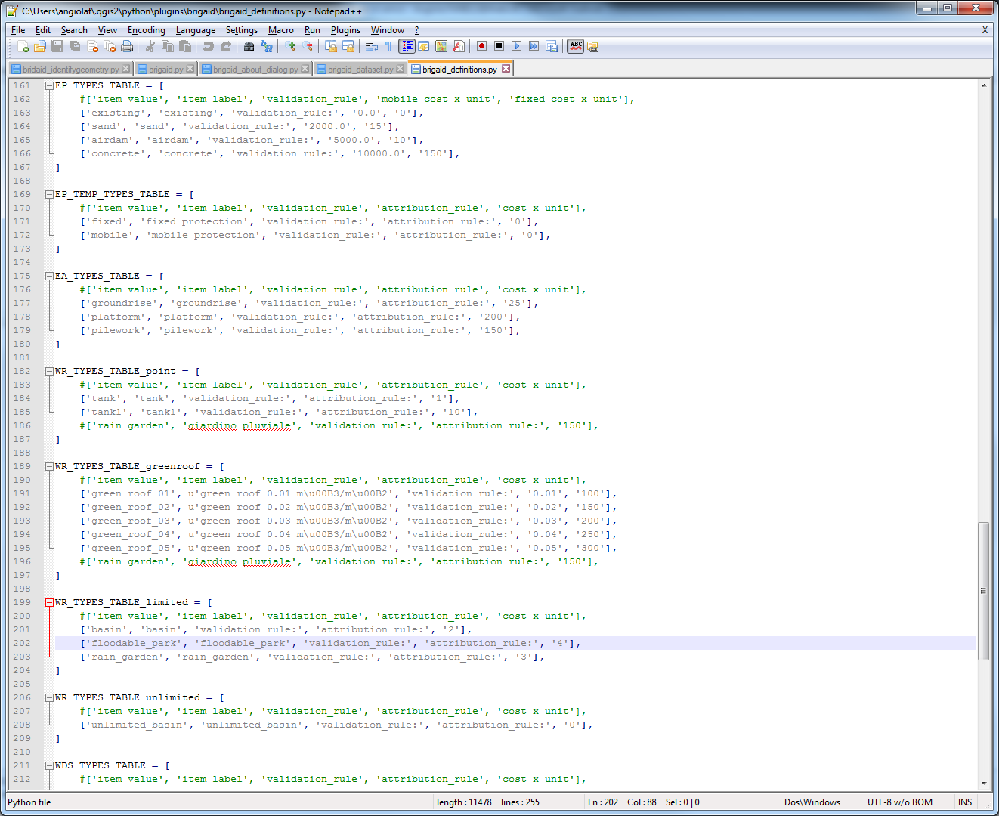 C:\Users\angiolaf\.qgis2\python\plugins\brigaid\brigaid_definitions.py - Notepad++
File Edit Search View Encoding Language Settings Macro Run Plugins Window ? X
ABC
bridaid_identifygeometry.py brigaid.py brigaid_about_dialog.py brigaid_dataset.py brigaid_definitions.py
161 EP_TYPES_TABLE = [
162 #['item value', 'item label', 'validation_rule', 'mobile cost x unit', 'fixed cost x unit'],
163 ['existing', 'existing', 'validation_rule:', '0.0', '0'],
164 ['sand', 'sand', 'validation_rule:', '2000.0', '15'],
165 ['airdam', 'airdam', 'validation_rule:', '5000.0', '10'],
166 ['concrete', 'concrete', 'validation_rule:', '10000.0', '150'],
167 ]
168
169 EP_TEMP_TYPES_TABLE = [
170 #['item value', 'item label', 'validation_rule', 'attribution_rule', 'cost x unit'],
171 ['fixed', 'fixed protection', 'validation_rule:', 'attribution_rule:', '0'],
172 ['mobile', 'mobile protection', 'validation_rule:', 'attribution_rule:', '0'],
173 ]
174
175 EA_TYPES_TABLE = [
176 #['item value', 'item label', 'validation_rule', 'attribution_rule', 'cost x unit'],
177 ['groundrise', 'groundrise', 'validation_rule:', 'attribution_rule:', '25'],
178 ['platform', 'platform', 'validation_rule:', 'attribution_rule:', '200'],
179 ['pilework', 'pilework', 'validation_rule:', 'attribution_rule:', '150'],
180 ]
181
182 WR_TYPES_TABLE_point = [
183 #['item value', 'item label', 'validation_rule', 'attribution_rule', 'cost x unit'],
184 ['tank', 'tank', 'validation_rule:', 'attribution_rule:', '1'],
185 ['tank1', 'tank1', 'validation_rule:', 'attribution_rule:', '10'],
186 #['rain_garden', 'giardino pluviale', 'validation_rule:', 'attribution_rule:', '150'],
187 ]
188
189 WR_TYPES_TABLE_greenroof = [
190 #['item value', 'item label', 'validation_rule', 'attribution_rule', 'cost x unit'],
191 ['green_roof_01', u'green roof 0.01 m\u00B3/m\u00B2', 'validation_rule:', '0.01', '100'],
192 ['green_roof_02', u'green roof 0.02 m\u00B3/m\u00B2', 'validation_rule:', '0.02', '150'],
193 ['green_roof_03', u'green roof 0.03 m\u00B3/m\u00B2', 'validation_rule:', '0.03', '200'],
194 ['green_roof_04', u'green roof 0.04 m\u00B3/m\u00B2', 'validation_rule:', '0.04', '250'],
195 ['green_roof_05', u'green roof 0.05 m\u00B3/m\u00B2', 'validation_rule:', '0.05', '300'],
196 #['rain_garden', 'giardino pluviale', 'validation_rule:', 'attribution_rule:', '150'],
197 ]
198
199 WR_TYPES_TABLE_limited = [
200 #['item value', 'item label', 'validation_rule', 'attribution_rule', 'cost x unit'],
201 ['basin', 'basin', 'validation_rule:', 'attribution_rule:', '2'],
202 ['floodable_park', 'floodable_park', 'validation_rule:', 'attribution_rule:', '4'],
203 ['rain_garden', 'rain_garden', 'validation_rule:', 'attribution_rule:', '3'],
204 ]
205
206 WR_TYPES_TABLE_unlimited = [
207 #['item value', 'item label', 'validation_rule', 'attribution_rule', 'cost x unit'],
208 ['unlimited_basin', 'unlimited_basin', 'validation_rule:', 'attribution_rule:', '0'],
209 ]
210
211 WDS_TYPES_TABLE = [
212 #['item value', 'item label', 'validation_rule', 'attribution_rule', 'cost x unit'],
Python file length : 11478 lines : 255 Ln : 202 Col : 88 Sel : 0 | 0 Dos\Windows UTF-8 w/o BOM INS